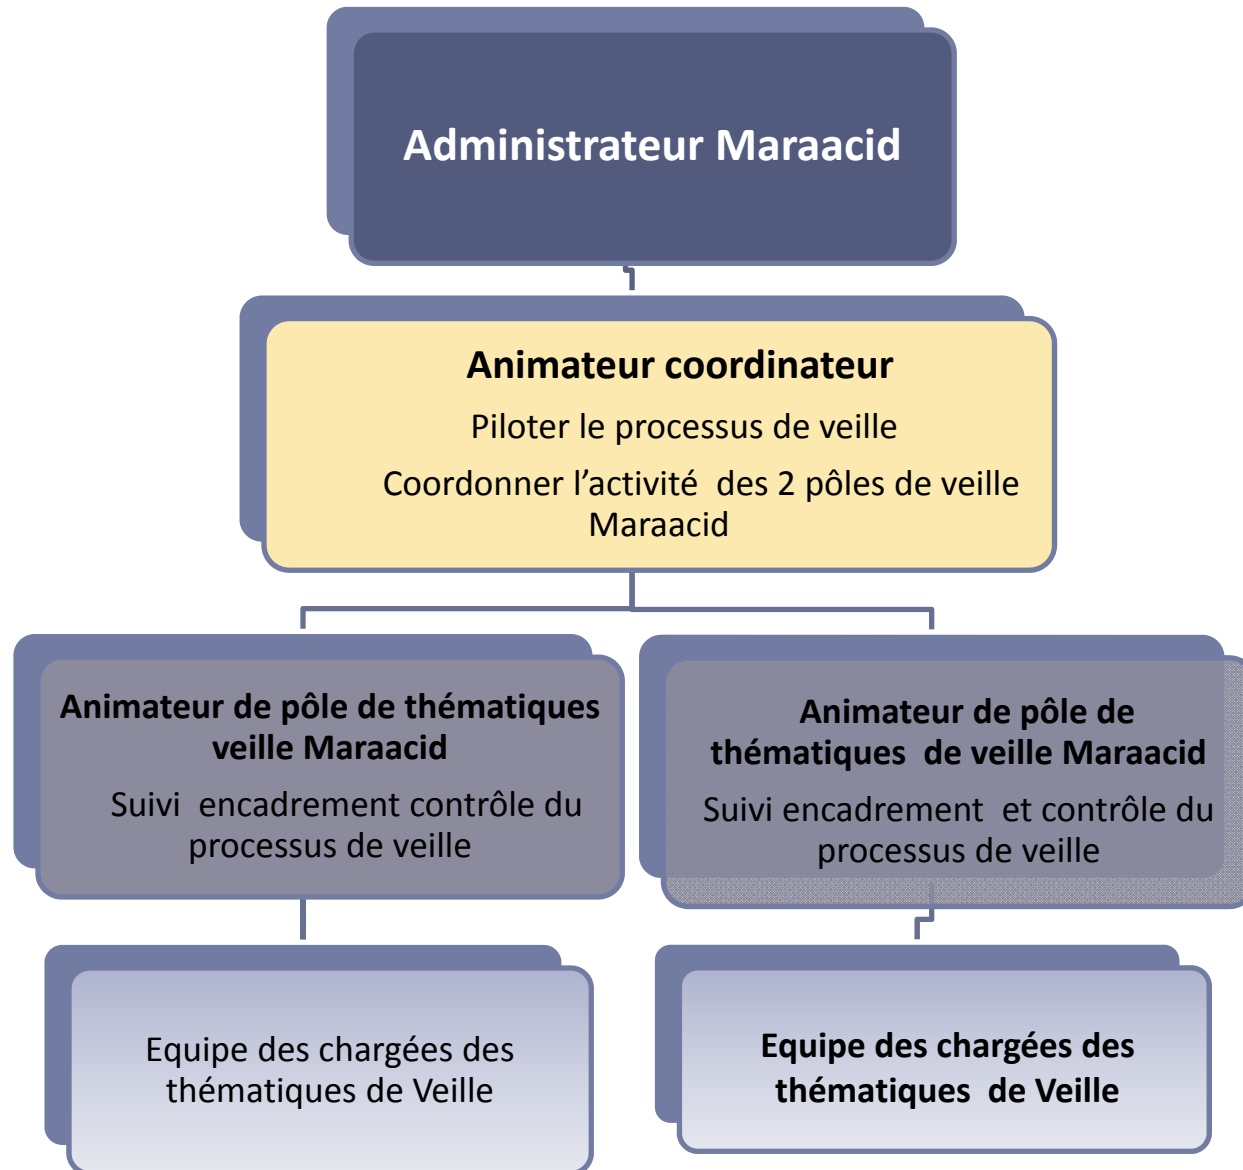 Administrateur Maraacid
Animateur coordinateur
Piloter le processus de veille
Coordonner l’activité  des 2 pôles de veille
Maraacid
Animateur de pôle de thématiques
veille Maraacid
Suivi  encadrement contrôle du
processus de veille
Animateur de pôle de
thématiques  de veille Maraacid
Suivi encadrement  et contrôle du
processus de veille
Equipe des chargées des
thématiques de Veille
Equipe des chargées des
thématiques  de Veille